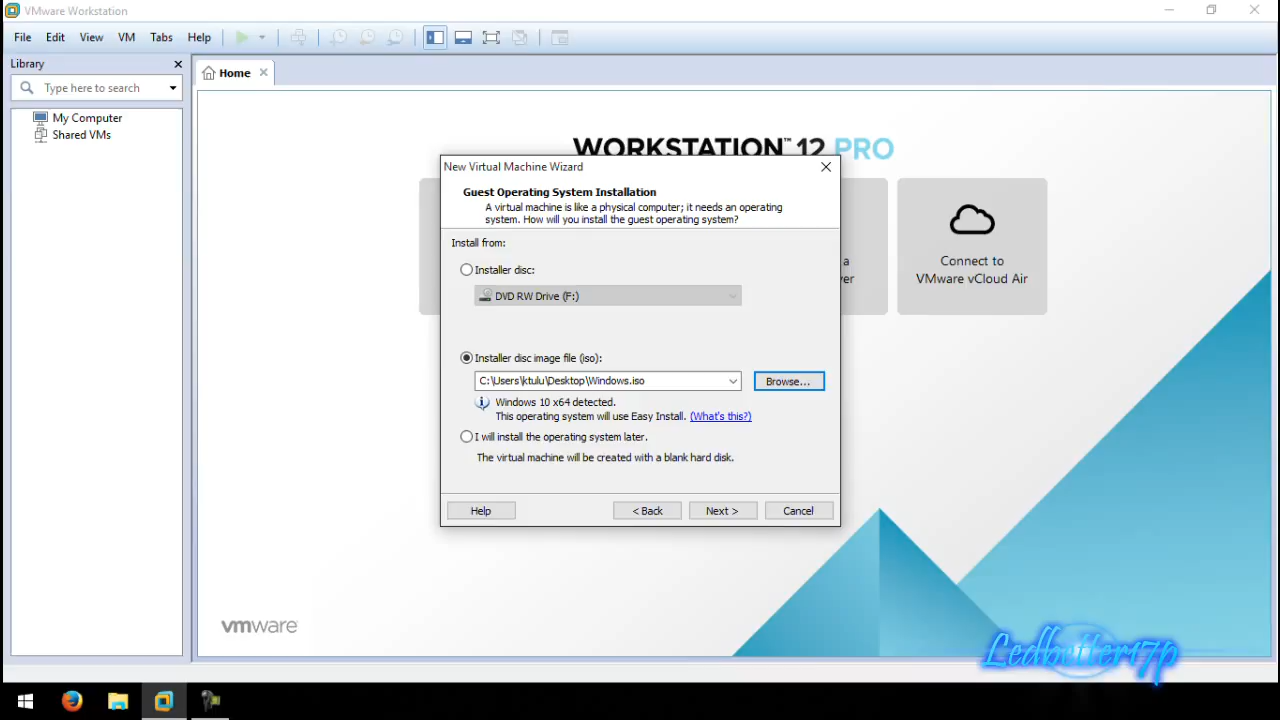 VMware Workstation
File Edit View VM Tabs Help
Library
Type here to search
My Computer
Shared VMs
Home
WORKSTATION™ 12 PRO
New Virtual Machine Wizard
Guest Operating System Installation
A virtual machine is like a physical computer; it needs an operating
system. How will you install the guest operating system?
Install from:
Installer disc:
DVD RW Drive (F:)
Installer disc image file (iso):
C:\Users\ktulu\Desktop\Windows.iso
Browse...
Windows 10 x64 detected.
This operating system will use Easy Install. (What's this?)
I will install the operating system later.
The virtual machine will be created with a blank hard disk.
Help
< Back
Next >
Cancel
a
ver
Connect to
VMware vCloud Air
vmware
Ledbetter17p